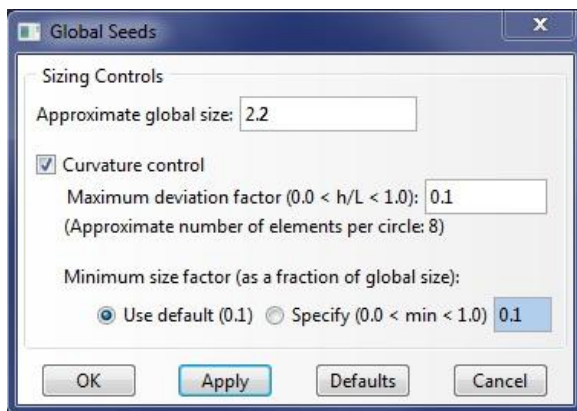 Global Seeds
X
Sizing Controls
Approximate global size: 2.2
Curvature control
Maximum deviation factor (0.0 < h/L < 1.0): 0.1
(Approximate number of elements per circle: 8)
Minimum size factor (as a fraction of global size):
Use default (0.1) Specify (0.0 < min < 1.0) 0.1
OK Apply Defaults Cancel